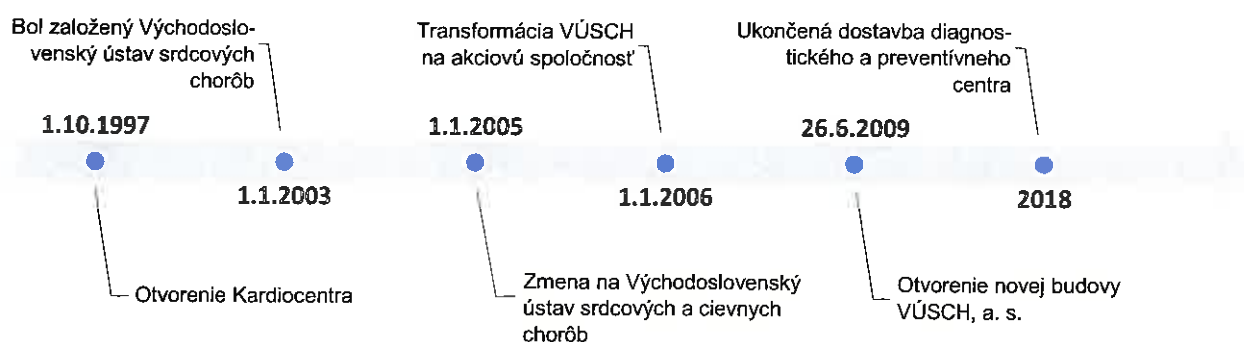 Bol založený Východoslo-
venský ústav srdcových
chorôb
Transformácia VÚSCH
na akciovú spoločnosť
Ukončená dostavba diagnos-
tického a preventívneho
centra
1.10.1997
1.1.2005
26.6.2009
1.1.2003
1.1.2006
2018
Otvorenie Kardiocentra
Zmena na Východoslovenský
ústav srdcových a cievnych
chorôb
Otvorenie novej budovy
VÚSCH, a. s.